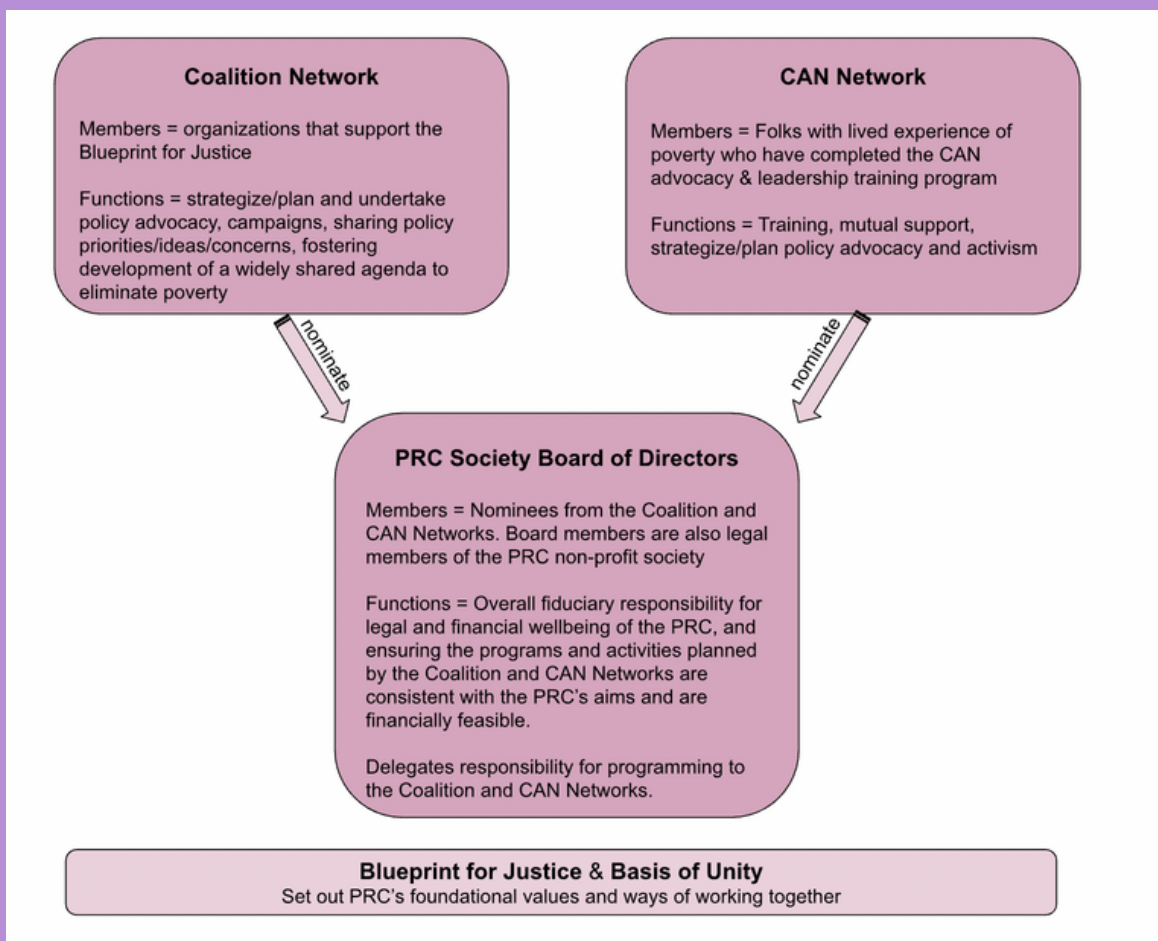 Coalition Network
Members = organizations that support the
Blueprint for Justice
Functions = strategize/plan and undertake
policy advocacy, campaigns, sharing policy
priorities/ideas/concerns, fostering
development of a widely shared agenda to
eliminate poverty
CAN Network
Members = Folks with lived experience of
poverty who have completed the CAN
advocacy & leadership training program
Functions = Training, mutual support,
strategize/plan policy advocacy and activism
nominate
nominate
PRC Society Board of Directors
Members = Nominees from the Coalition and
CAN Networks. Board members are also legal
members of the PRC non-profit society
Functions = Overall fiduciary responsibility for
legal and financial wellbeing of the PRC, and
ensuring the programs and activities planned
by the Coalition and CAN Networks are
consistent with the PRC’s aims and are
financially feasible.
Delegates responsibility for programming to
the Coalition and CAN Networks.
Blueprint for Justice & Basis of Unity
Set out PRC’s foundational values and ways of working together